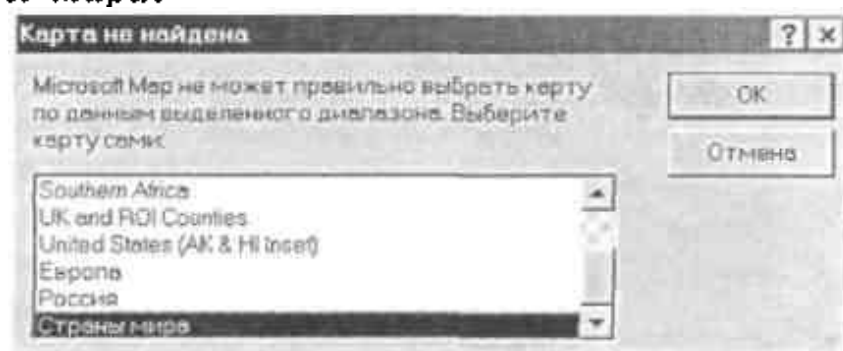 Карта не найдена
? ×
Microsoft Map не может правильно выбрать карту
по данным выделенного диапазона. Выберите
карту сами:
OK
Отмена
Southern Africa
UK and ROI Counties
United States (AK & HI Inset)
Европа
Россия
Страны мира